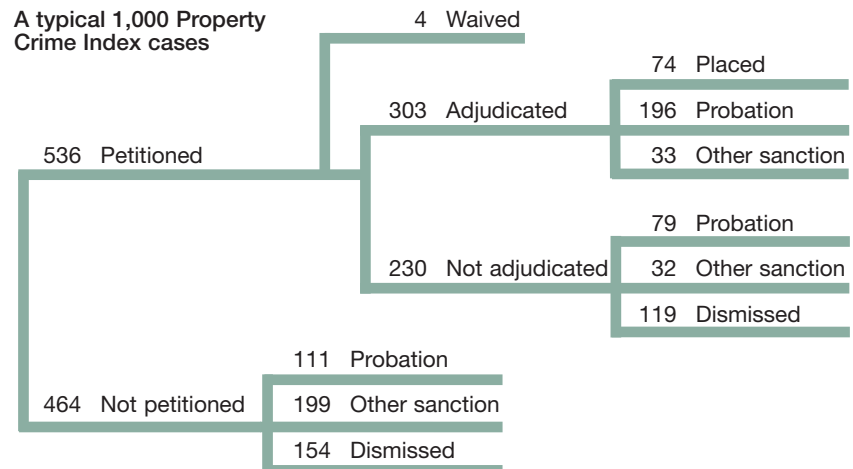 A typical 1,000 Property
Crime Index cases
4 Waived
74 Placed
303 Adjudicated
196 Probation
33 Other sanction
536 Petitioned
79 Probation
230 Not adjudicated
32 Other sanction
119 Dismissed
111 Probation
464 Not petitioned
199 Other sanction
154 Dismissed